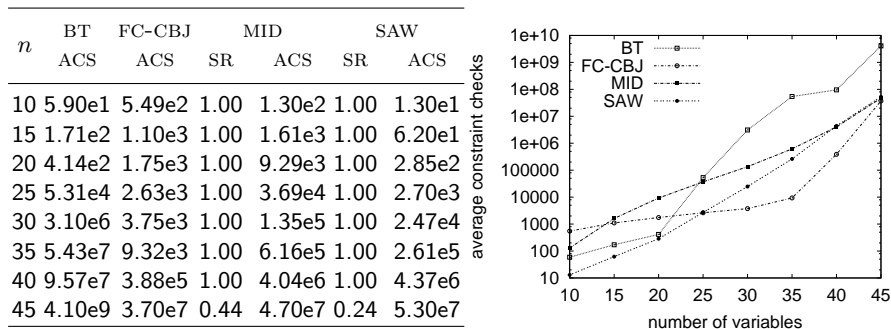 n BT FC-CBJ MID SAW
ACS ACS SR ACS SR ACS
10 5.90e1 5.49e2 1.00 1.30e2 1.00 1.30e1
15 1.71e2 1.10e3 1.00 1.61e3 1.00 6.20e1
20 4.14e2 1.75e3 1.00 9.29e3 1.00 2.85e2
25 5.31e4 2.63e3 1.00 3.69e4 1.00 2.70e3
30 3.10e6 3.75e3 1.00 1.35e5 1.00 2.47e4
35 5.43e7 9.32e3 1.00 6.16e5 1.00 2.61e5
40 9.57e7 3.88e5 1.00 4.04e6 1.00 4.37e6
45 4.10e9 3.70e7 0.44 4.70e7 0.24 5.30e7
average constraint checks
1e+10
1e+09
1e+08
1e+07
1e+06
100000
10000
1000
100
10
BT
FC-CBJ
MID
SAW
10 15 20 25 30 35 40 45
number of variables